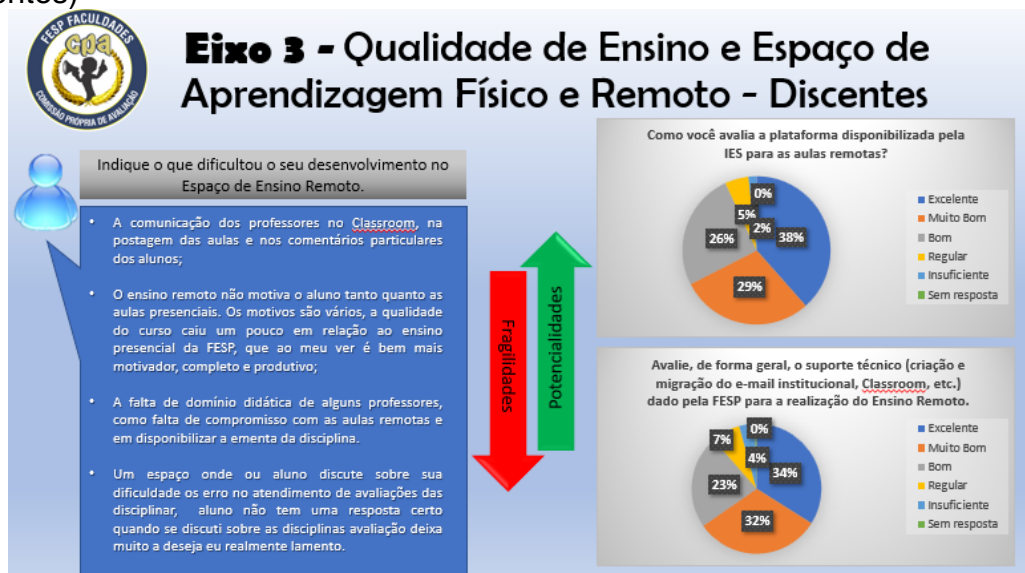 entos)
FESP FACULDADES
cpa
COMISSÃO PRÓPRIA DE AVALIAÇÃO
Eixo 3 - Qualidade de Ensino e Espaço de
Aprendizagem Físico e Remoto - Discentes
Indique o que dificultou o seu desenvolvimento no
Espaço de Ensino Remoto.
• A comunicação dos professores no Classroom, na
postagem das aulas e nos comentários particulares
dos alunos;
• O ensino remoto não motiva o aluno tanto quanto as
aulas presenciais. Os motivos são vários, a qualidade
do curso caiu um pouco em relação ao ensino
presencial da FESP, que ao meu ver é bem mais
motivador, completo e produtivo;
• A falta de domínio didática de alguns professores,
como falta de compromisso com as aulas remotas e
em disponibilizar a ementa da disciplina.
• Um espaço onde ou aluno discute sobre sua
dificuldade os erro no atendimento de avaliações das
disciplinar, aluno não tem uma resposta certo
quando se discuti sobre as disciplinas avaliação deixa
muito a deseja eu realmente lamento.
Fragilidades
Potencialidades
Como você avalia a plataforma disponibilizada pela
IES para as aulas remotas?
0%
5%
2%
26%
38%
29%
Excelente
Muito Bom
Bom
Regular
Insuficiente
Sem resposta
Avalie, de forma geral, o suporte técnico (criação e
migração do e-mail institucional, Classroom, etc.)
dado pela FESP para a realização do Ensino Remoto.
0%
7%
4%
34%
23%
32%
Excelente
Muito Bom
Bom
Regular
Insuficiente
Sem resposta